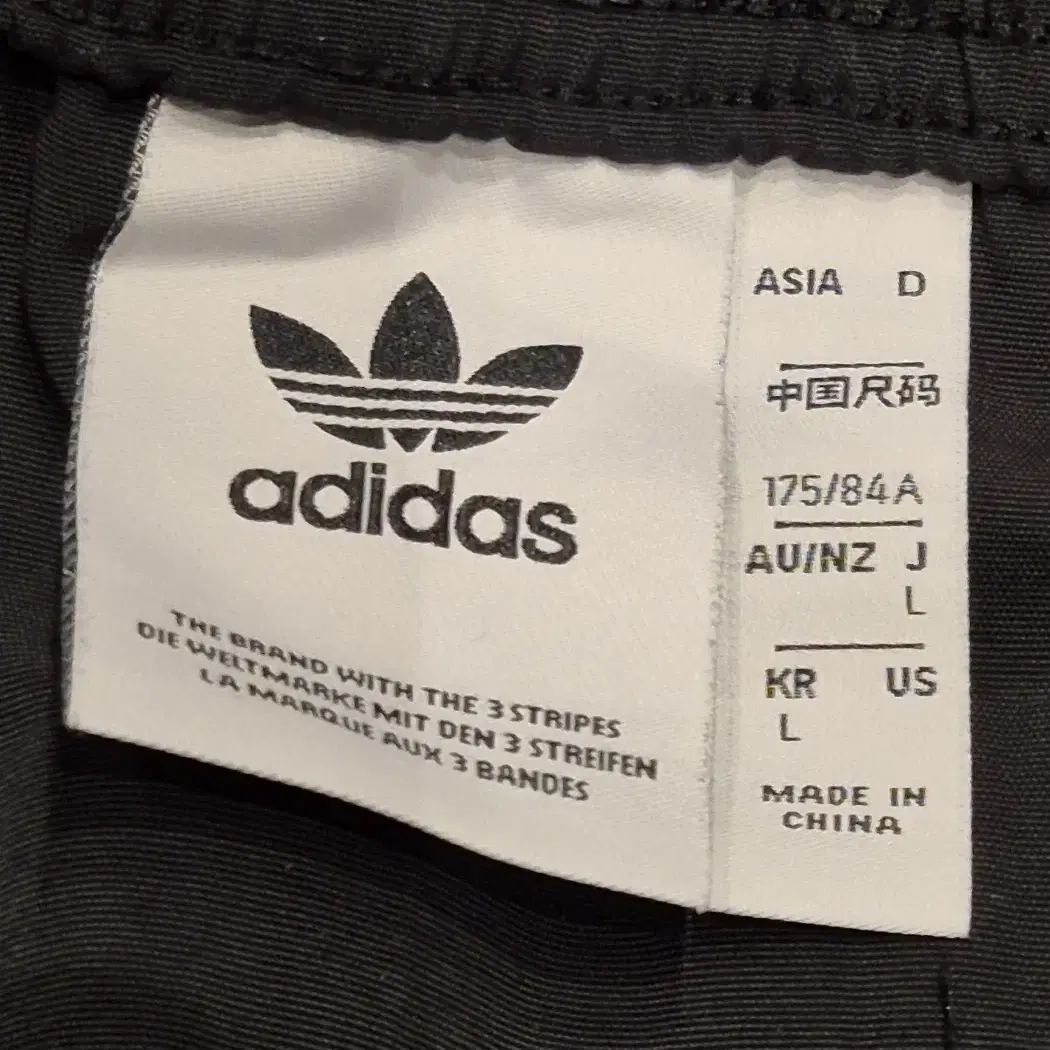 adidas
THE BRAND WITH THE 3 STRIPES
DIE WELTMARKE MIT DEN 3 STREIFEN
LA MARQUE AUX 3 BANDES
ASIA D
中国尺码
175/84A
AU/NZ J
L
KR US
L
MADE IN
CHINA